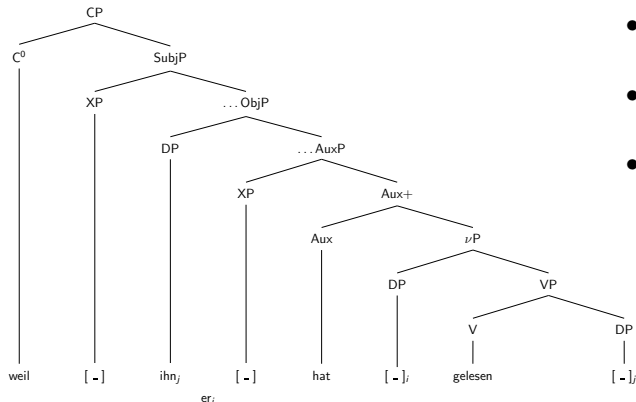 CP
C⁰ SubjP
XP ...ObjP
DP ...AuxP
XP Aux+
Aux νP
DP VP
V DP
weil [ - ] ihnⱼ [ - ] hat [ - ]ᵢ gelesen [ - ]ⱼ
erᵢ